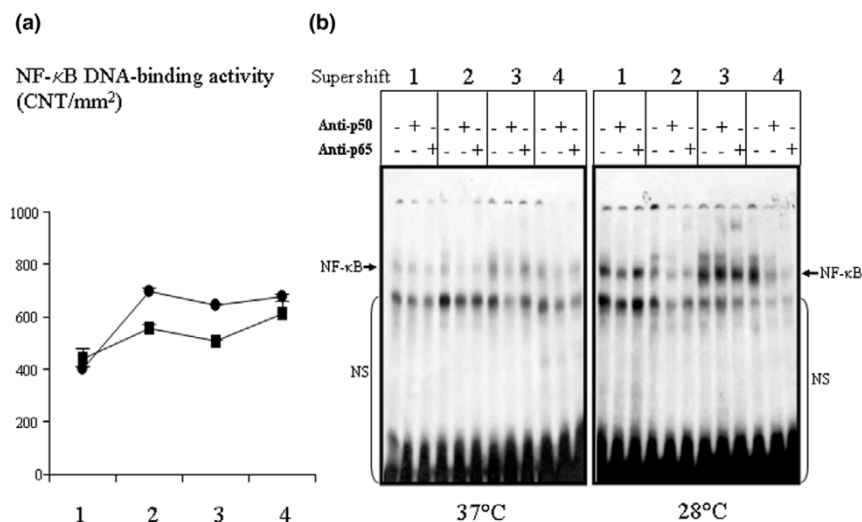 (a)
NF-κB DNA-binding activity
(CNT/mm²)
1000
800
600
400
200
0
1 2 3 4
(b)
Supershift 1 2 3 4 1 2 3 4
Anti-p50 - + - - + - - + - - + - - + - - + - - + - - + -
Anti-p65 - - + - - + - - + - - + - - + - - + - - + - - +
NF-κB
NF-κB
NS
NS
37°C 28°C